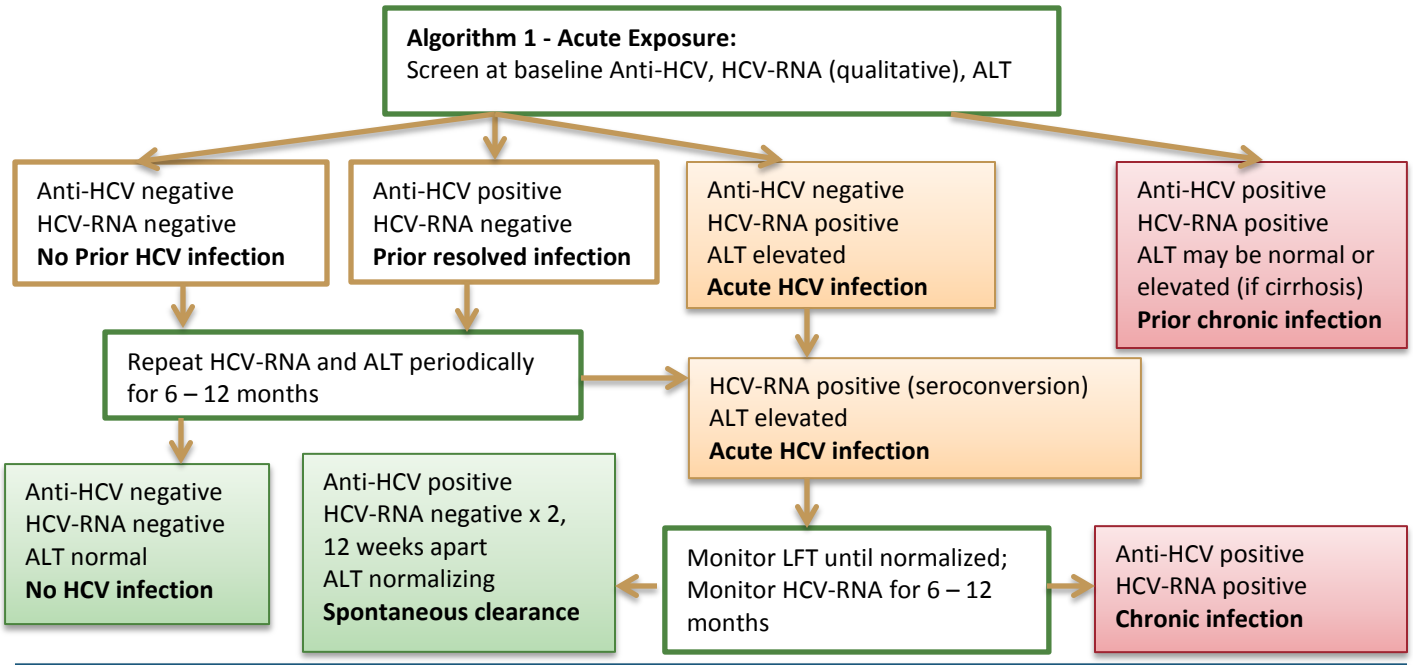 Algorithm 1 - Acute Exposure:
Screen at baseline Anti-HCV, HCV-RNA (qualitative), ALT
Anti-HCV negative
HCV-RNA negative
No Prior HCV infection
Anti-HCV positive
HCV-RNA negative
Prior resolved infection
Anti-HCV negative
HCV-RNA positive
ALT elevated
Acute HCV infection
Anti-HCV positive
HCV-RNA positive
ALT may be normal or
elevated (if cirrhosis)
Prior chronic infection
Repeat HCV-RNA and ALT periodically
for 6 – 12 months
HCV-RNA positive (seroconversion)
ALT elevated
Acute HCV infection
Anti-HCV negative
HCV-RNA negative
ALT normal
No HCV infection
Anti-HCV positive
HCV-RNA negative x 2,
12 weeks apart
ALT normalizing
Spontaneous clearance
Monitor LFT until normalized;
Monitor HCV-RNA for 6 – 12
months
Anti-HCV positive
HCV-RNA positive
Chronic infection